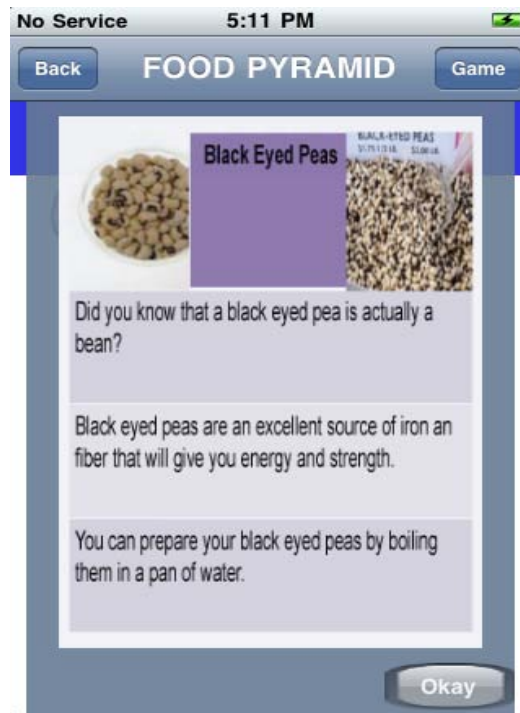 No Service 5:11 PM
Back FOOD PYRAMID Game
Black Eyed Peas
BLACK-EYED PEAS
Did you know that a black eyed pea is actually a
bean?
Black eyed peas are an excellent source of iron an
fiber that will give you energy and strength.
You can prepare your black eyed peas by boiling
them in a pan of water.
Okay